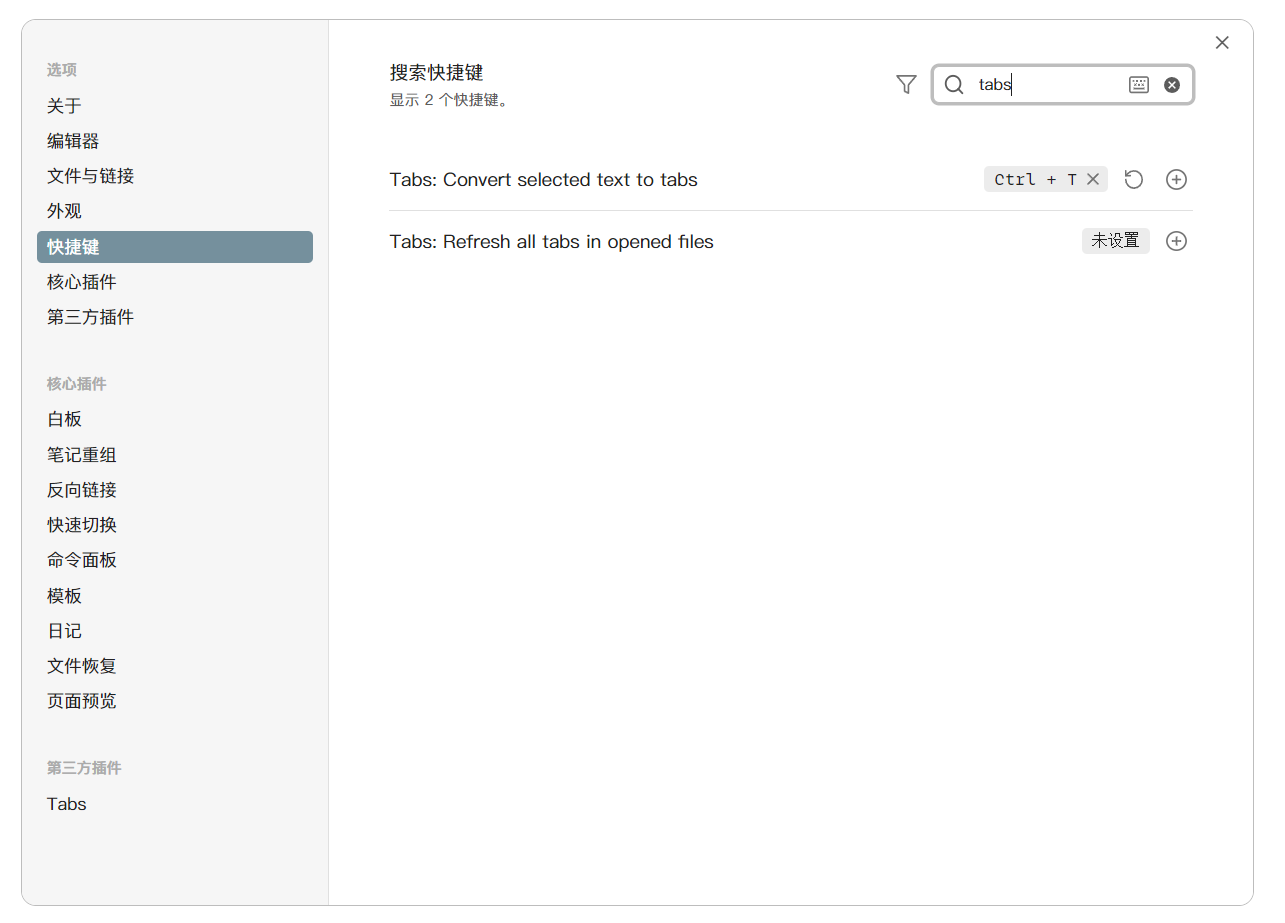 选项
关于
编辑器
文件与链接
外观
快捷键
核心插件
第三方插件
核心插件
白板
笔记重组
反向链接
快速切换
命令面板
模板
日记
文件恢复
页面预览
第三方插件
Tabs
搜索快捷键
显示 2 个快捷键。
tabs
Tabs: Convert selected text to tabs
Ctrl + T
Tabs: Refresh all tabs in opened files
未设置